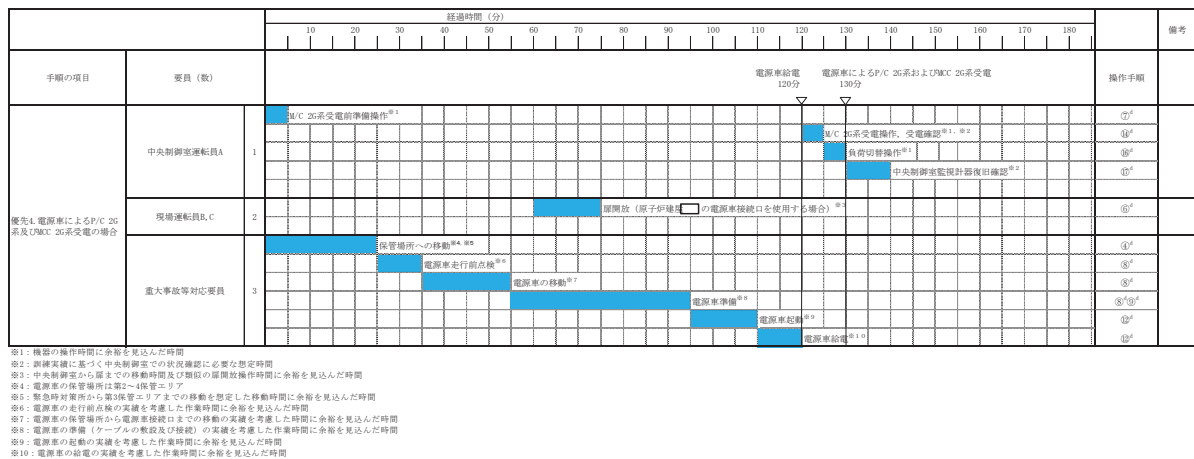 経過時間（分）
10 20 30 40 50 60 70 80 90 100 110 120 130 140 150 160 170 180
備考
手順の項目
要員（数）
電源車給電
120分
電源車によるP/C 2G系およびMCC 2G系受電
130分
操作手順
優先4.電源車によるP/C 2G
系及びMCC 2G系受電の場合
中央制御室運転員A
1
M/C 2G系受電前準備操作※1
⑦d
M/C 2G系受電操作，受電確認※1，※2
⑭d
負荷切替操作※1
⑯d
中央制御室監視計器復旧確認※2
⑰d
現場運転員B,C
2
扉開放（原子炉建屋 の電源車接続口を使用する場合）※3
⑥d
重大事故等対応要員
3
保管場所への移動※4，※5
④d
電源車走行前点検※6
⑧d
電源車の移動※7
⑧d
電源車準備※8
⑧d⑨d
電源車起動※9
電源車給電※10
※1：機器の操作時間に余裕を見込んだ時間
※2：訓練実績に基づく中央制御室での状況確認に必要な想定時間
※3：中央制御室から扉までの移動時間及び類似の扉開放操作時間に余裕を見込んだ時間
※4：電源車の保管場所は第2～4保管エリア
※5：緊急時対策所から第3保管エリアまでの移動を想定した移動時間に余裕を見込んだ時間
※6：電源車の走行前点検の実績を考慮した作業時間に余裕を見込んだ時間
※7：電源車の保管場所から電源車接続口までの移動の実績を考慮した時間に余裕を見込んだ時間
※8：電源車の準備（ケーブルの敷設及び接続）の実績を考慮した作業時間に余裕を見込んだ時間
※9：電源車の起動の実績を考慮した作業時間に余裕を見込んだ時間
※10：電源車の給電の実績を考慮した作業時間に余裕を見込んだ時間